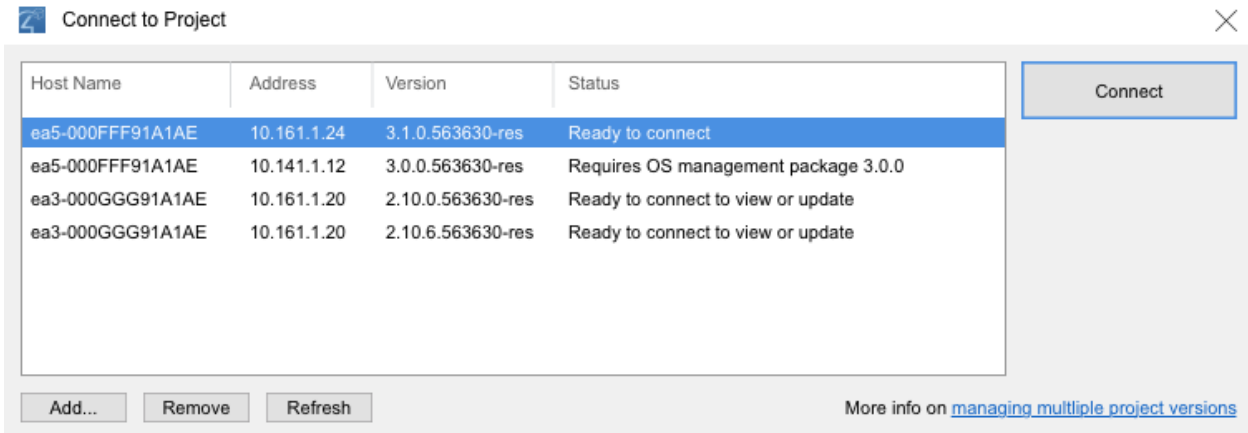 Connect to Project
Host Name Address Version Status
Connect
ea5-000FFF91A1AE 10.161.1.24 3.1.0.563630-res Ready to connect
ea5-000FFF91A1AE 10.141.1.12 3.0.0.563630-res Requires OS management package 3.0.0
ea3-000GGG91A1AE 10.161.1.20 2.10.0.563630-res Ready to connect to view or update
ea3-000GGG91A1AE 10.161.1.20 2.10.6.563630-res Ready to connect to view or update
Add... Remove Refresh More info on managing multliple project versions